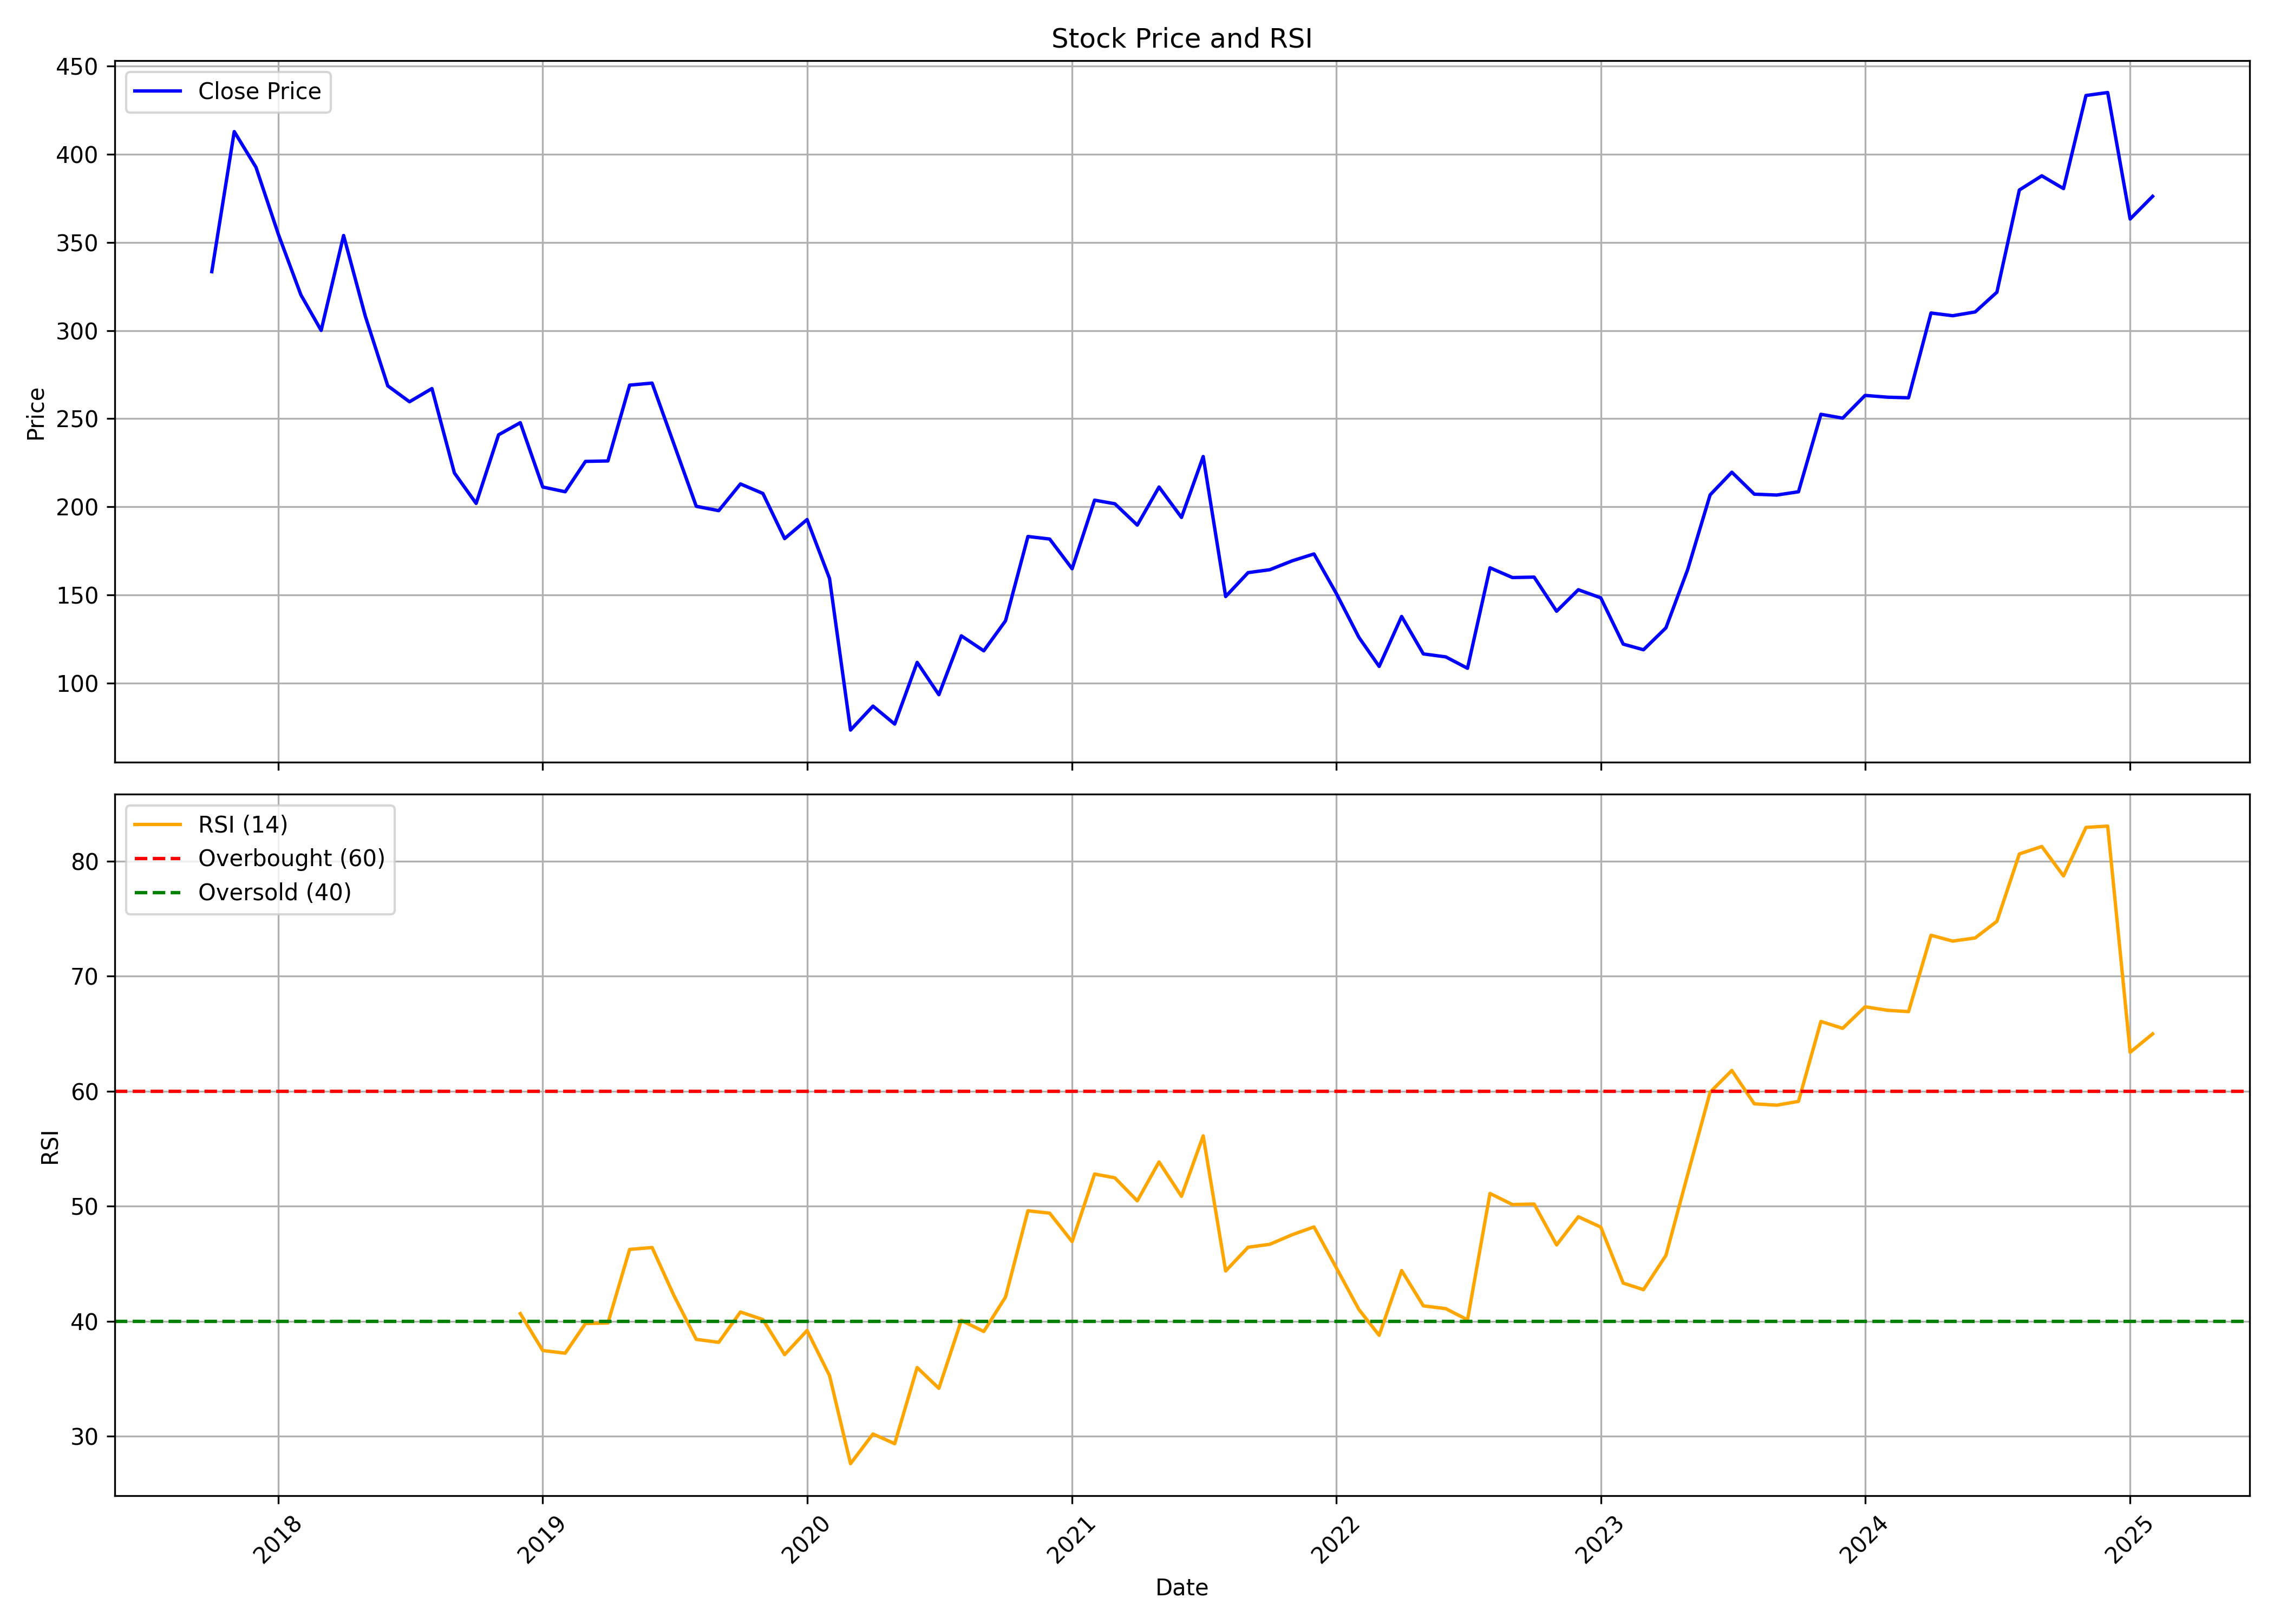 Stock Price and RSI
450
400
350
300
250
200
150
100
Price
Close Price
80
70
60
50
40
30
RSI
RSI (14)
Overbought (60)
Oversold (40)
2018
2019
2020
2021
2022
2023
2024
2025
Date